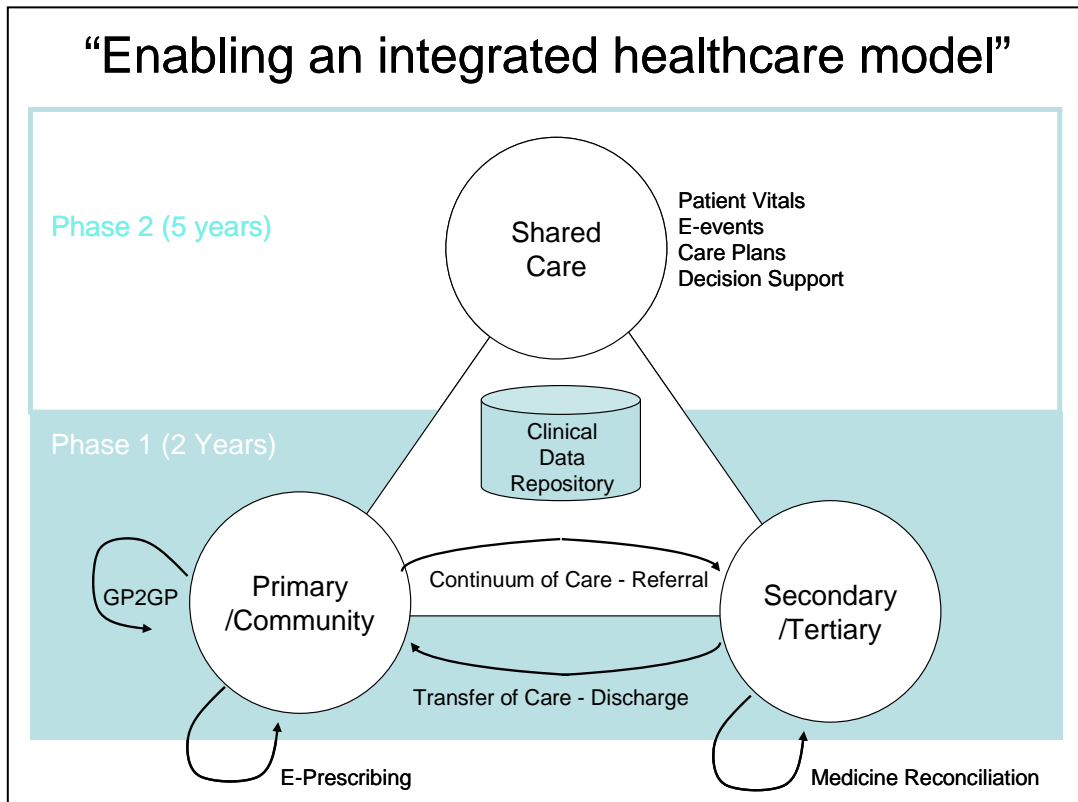 “Enabling an integrated healthcare model”
Phase 2 (5 years)
Shared
Care
Patient Vitals
E-events
Care Plans
Decision Support
Phase 1 (2 Years)
Clinical
Data
Repository
GP2GP
Primary
/Community
Continuum of Care - Referral
Secondary
/Tertiary
Transfer of Care - Discharge
E-Prescribing
Medicine Reconciliation